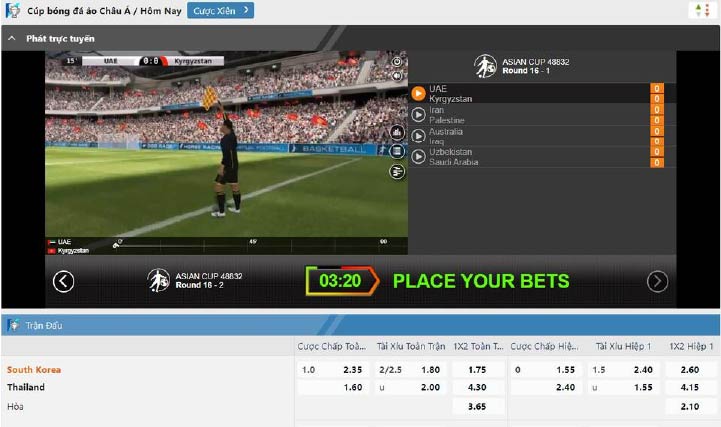 Cúp bóng đá ảo Châu Á / Hôm Nay
Cược Xiên
Phát trực tuyến
15' UAE 0:0 Kyrgyzstan
ASIAN CUP 48832
Round 16 - 1
UAE 0
Kyrgyzstan 0
Iran 0
Palestine 0
Australia 0
Iraq 0
Uzbekistan 0
Saudi Arabia 0
HORSE RACING
BASKETBALL
UAE
Kyrgyzstan
0' 45' 90
ASIAN CUP 48832
Round 16 - 2
03:20
PLACE YOUR BETS
Trận Đấu
Cược Chấp Toà... Tài Xỉu Toàn Trận 1X2 Toàn T... Cược Chấp Hiệ... Tài Xỉu Hiệp 1 1X2 Hiệp 1
South Korea 1.0 2.35 2/2.5 1.80 1.75 0 1.55 1.5 2.40 2.60
Thailand 1.60 u 2.00 4.30 2.40 u 1.55 4.15
Hòa 3.65 2.10